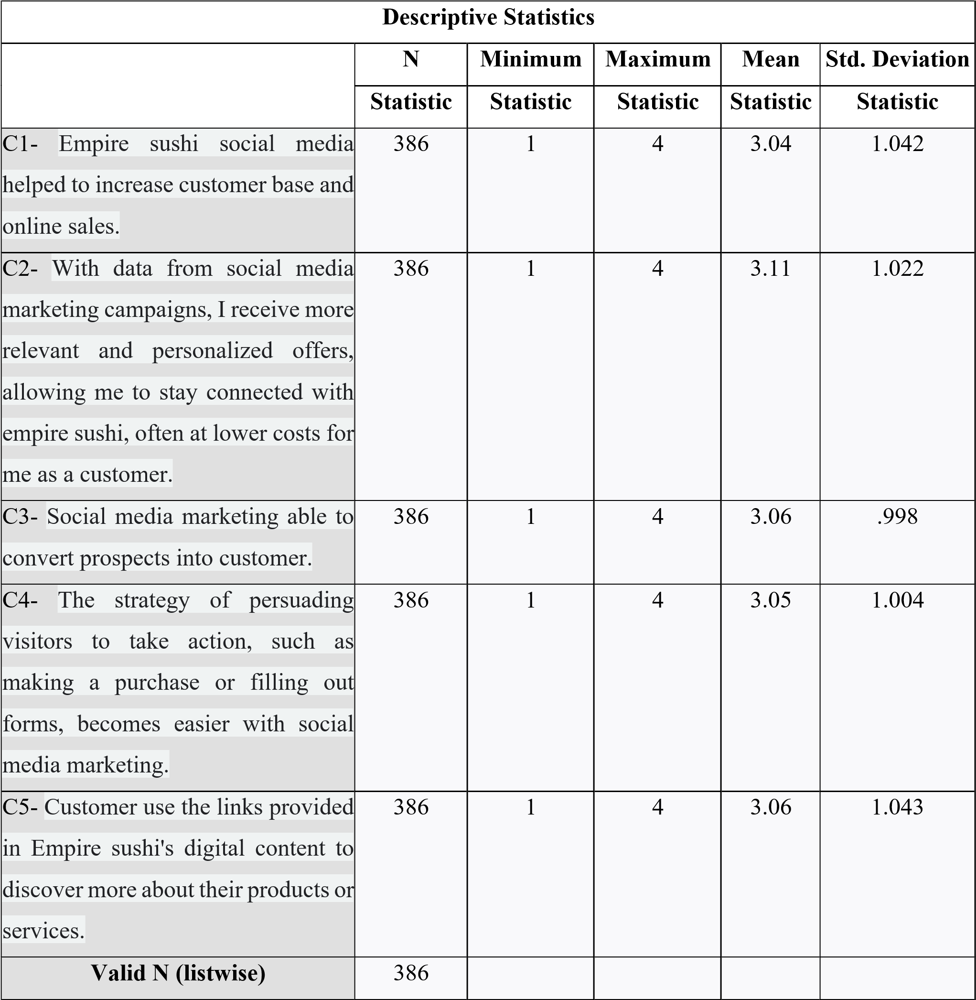 Descriptive Statistics
N Minimum Maximum Mean Std. Deviation
Statistic Statistic Statistic Statistic Statistic
C1- Empire sushi social media 386 1 4 3.04 1.042
helped to increase customer base and
online sales.
C2- With data from social media 386 1 4 3.11 1.022
marketing campaigns, I receive more
relevant and personalized offers,
allowing me to stay connected with
empire sushi, often at lower costs for
me as a customer.
C3- Social media marketing able to 386 1 4 3.06 .998
convert prospects into customer.
C4- The strategy of persuading 386 1 4 3.05 1.004
visitors to take action, such as
making a purchase or filling out
forms, becomes easier with social
media marketing.
C5- Customer use the links provided 386 1 4 3.06 1.043
in Empire sushi's digital content to
discover more about their products or
services.
Valid N (listwise) 386